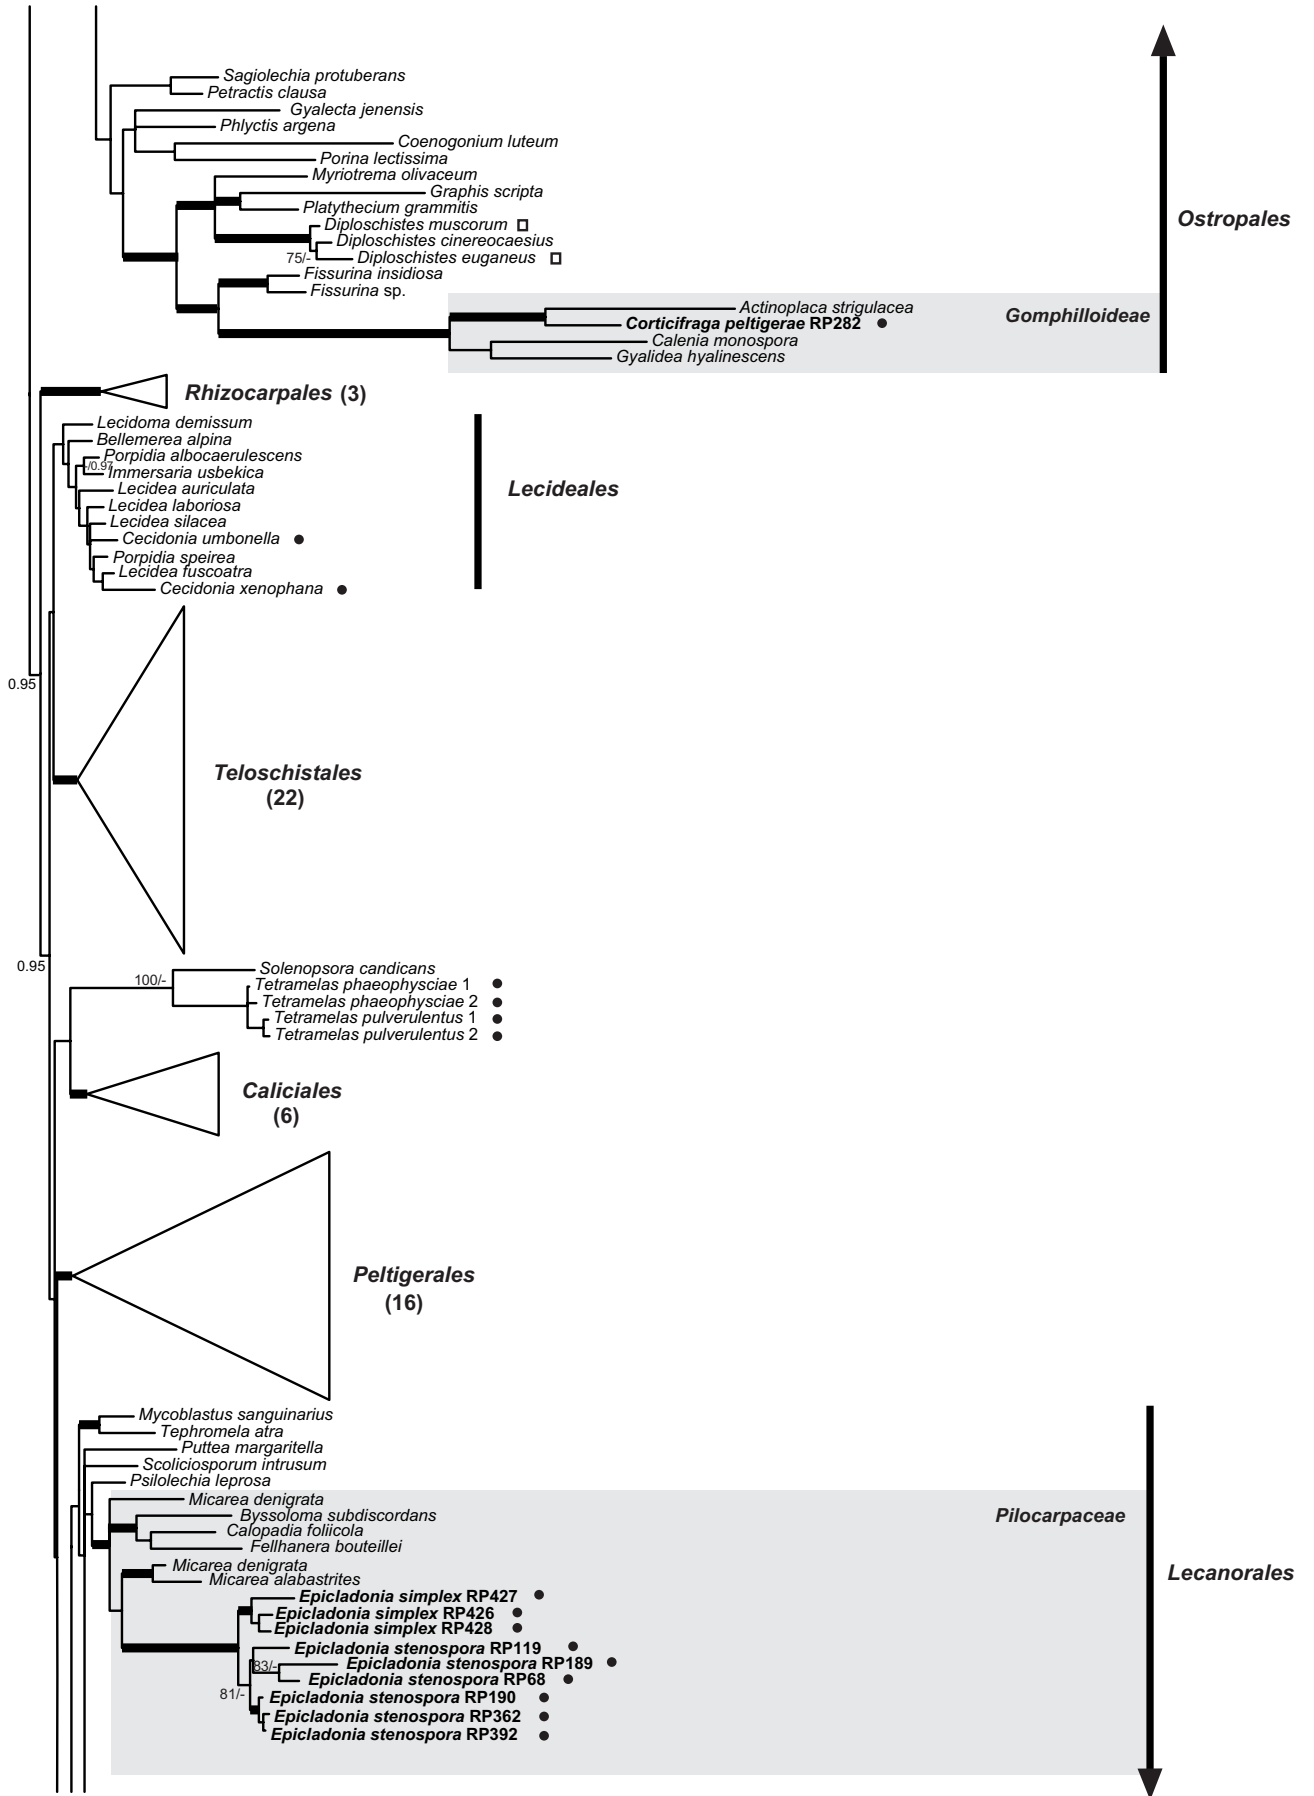 Sagiolechia protuberans
Petractis clausa
Gyalecta jenensis
Phlyctis argena
Coenogonium luteum
Porina lectissima
Myriotrema olivaceum
Graphis scripta
Platythecium grammitis
Ostropales
Diploschistes muscorum
Diploschistes cinereocaesius
75/-
Diploschistes euganeus
Fissurina insidiosa
Fissurina sp.
Actinoplaca strigulacea
Gomphilloideae
Corticifraga peltigerae RP282
Calenia monospora
Gyalidea hyalinescens
Rhizocarpales (3)
Lecidoma demissum
Bellemerea alpina
Porpidia albocaerulescens
-/0.97
Immersaria usbekica
Lecidea auriculata
Lecideales
Lecidea laboriosa
Lecidea silacea
Cecidonia umbonella
Porpidia speirea
Lecidea fuscoatra
Cecidonia xenophana
0.95
Teloschistales
(22)
0.95
Solenopsora candicans
100/-
Tetramelas phaeophysciae 1
Tetramelas phaeophysciae 2
Tetramelas pulverulentus 1
Tetramelas pulverulentus 2
Caliciales
(6)
Peltigerales
(16)
Mycoblastus sanguinarius
Tephromela atra
Puttea margaritella
Scoliciosporum intrusum
Psilolechia leprosa
Micarea denigrata
Byssoloma subdiscordans
Pilocarpaceae
Calopadia foliicola
Fellhanera bouteillei
Micarea denigrata
Lecanorales
Micarea alabastrites
Epicladonia simplex RP427
Epicladonia simplex RP426
Epicladonia simplex RP428
Epicladonia stenospora RP119
83/-
Epicladonia stenospora RP189
Epicladonia stenospora RP68
81/-
Epicladonia stenospora RP190
Epicladonia stenospora RP362
Epicladonia stenospora RP392